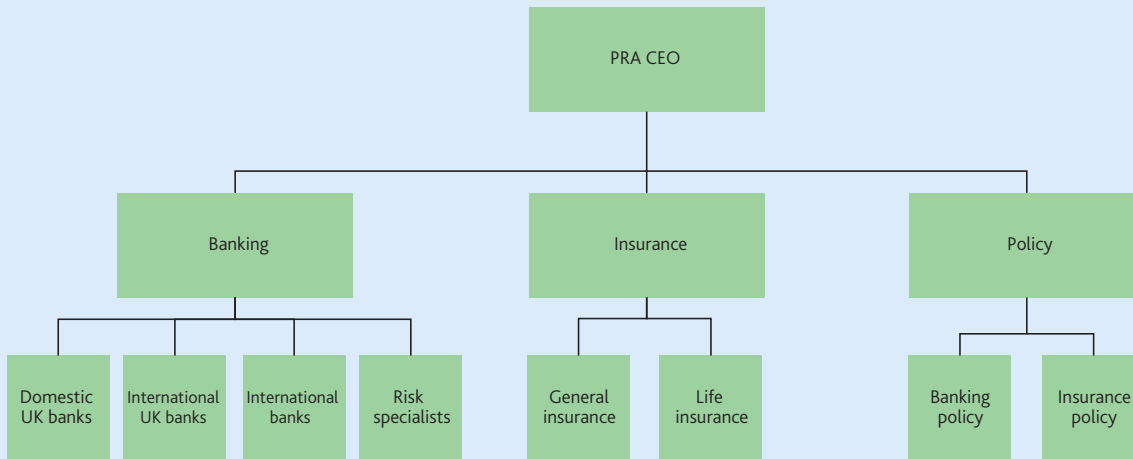 PRA CEO
Banking
Insurance
Policy
Domestic
UK banks
International
UK banks
International
banks
Risk
specialists
General
insurance
Life
insurance
Banking
policy
Insurance
policy